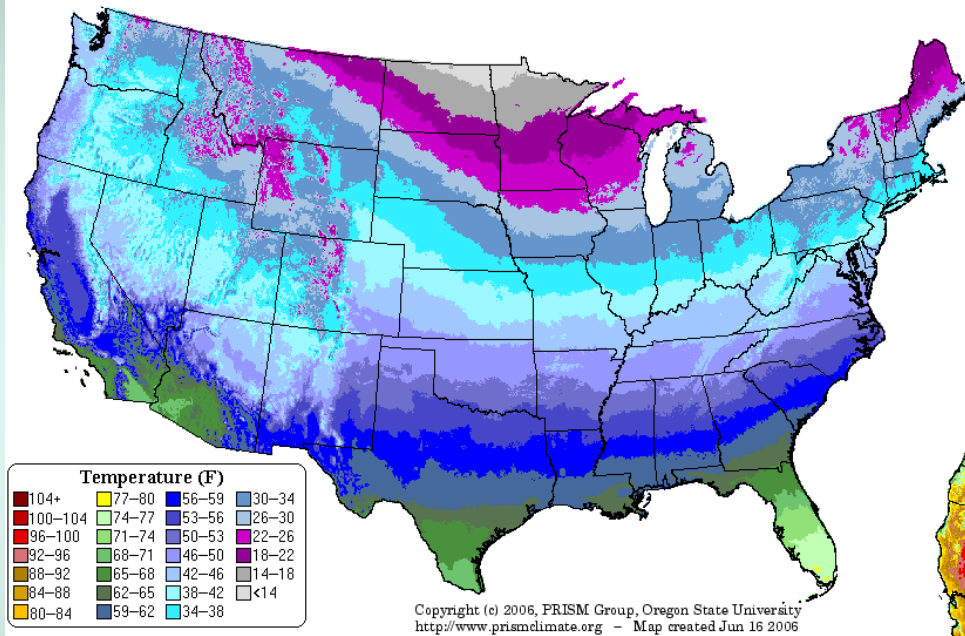 Temperature (F)
104+ 77–80 56–59 30–34
100–104 74–77 53–56 26–30
96–100 71–74 50–53 22–26
92–96 68–71 46–50 18–22
88–92 65–68 42–46 14–18
84–88 62–65 38–42 <14
80–84 59–62 34–38
Copyright (c) 2006, PRISM Group, Oregon State University
http://www.prismclimate.org – Map created Jun 16 2006